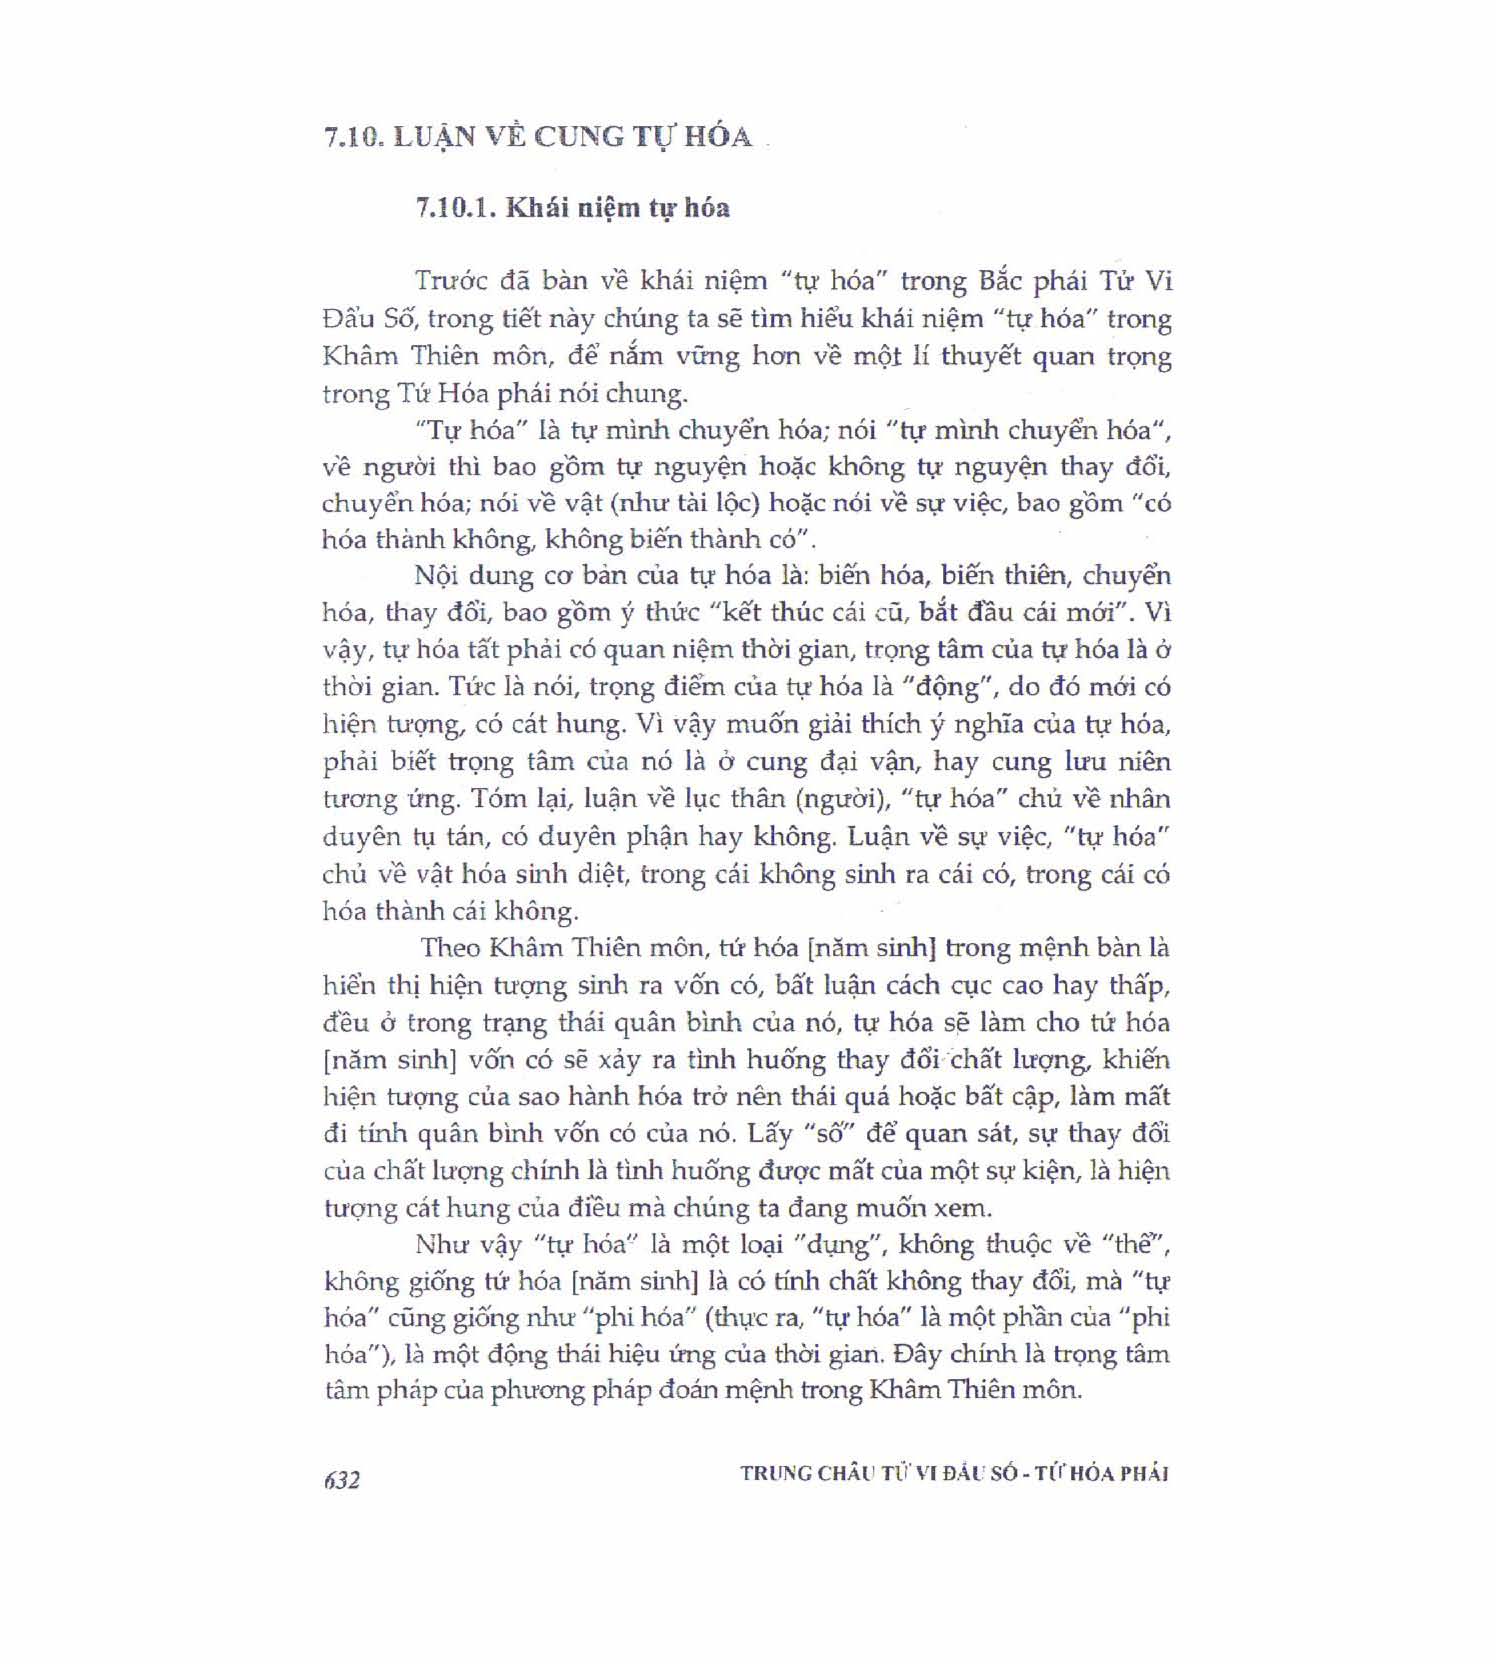 7.10. LUẬN VỀ CUNG TỰ HÓA
7.10.1. Khái niệm tự hóa
Trước đã bàn về khái niệm "tự hóa" trong Bắc phái Tử Vi
Đẩu Số, trong tiết này chúng ta sẽ tìm hiểu khái niệm "tự hóa" trong
Khâm Thiên môn, để nắm vững hơn về một lí thuyết quan trọng
trong Tứ Hóa phái nói chung.
"Tự hóa" là tự mình chuyển hóa; nói "tự mình chuyển hóa",
về người thì bao gồm tự nguyện hoặc không tự nguyện thay đổi,
chuyển hóa; nói về vật (như tài lộc) hoặc nói về sự việc, bao gồm "có
hóa thành không, không biến thành có".
Nội dung cơ bản của tự hóa là: biến hóa, biến thiên, chuyển
hóa, thay đổi, bao gồm ý thức "kết thúc cái cũ, bắt đầu cái mới". Vì
vậy, tự hóa tất phải có quan niệm thời gian, trọng tâm của tự hóa là ở
thời gian. Tức là nói, trọng điểm của tự hóa là "động", do đó mới có
hiện tượng, có cát hung. Vì vậy muốn giải thích ý nghĩa của tự hóa,
phải biết trọng tâm của nó là ở cung đại vận, hay cung lưu niên
tương ứng. Tóm lại, luận về lục thân (người), "tự hóa" chủ về nhân
duyên tụ tán, có duyên phận hay không. Luận về sự việc, "tự hóa"
chủ về vật hóa sinh diệt, trong cái không sinh ra cái có, trong cái có
hóa thành cái không.
Theo Khâm Thiên môn, tứ hóa [năm sinh] trong mệnh bàn là
hiển thị hiện tượng sinh ra vốn có, bất luận cách cục cao hay thấp,
đều ở trong trạng thái quân bình của nó, tự hóa sẽ làm cho tứ hóa
[năm sinh] vốn có sẽ xảy ra tình huống thay đổi chất lượng, khiến
hiện tượng của sao hành hóa trở nên thái quá hoặc bất cập, làm mất
đi tính quân bình vốn có của nó. Lấy "số" để quan sát, sự thay đổi
của chất lượng chính là tình huống được mất của một sự kiện, là hiện
tượng cát hung của điều mà chúng ta đang muốn xem.
Như vậy "tự hóa" là một loại "dụng", không thuộc về "thể",
không giống tứ hóa [năm sinh] là có tính chất không thay đổi, mà "tự
hóa" cũng giống như "phi hóa" (thực ra, "tự hóa" là một phần của "phi
hóa"), là một động thái hiệu ứng của thời gian. Đây chính là trọng tâm
tâm pháp của phương pháp đoán mệnh trong Khâm Thiên môn.
632
TRUNG CHÂU TỬ VI ĐẨU SỐ - TỨ HÓA PHÁI